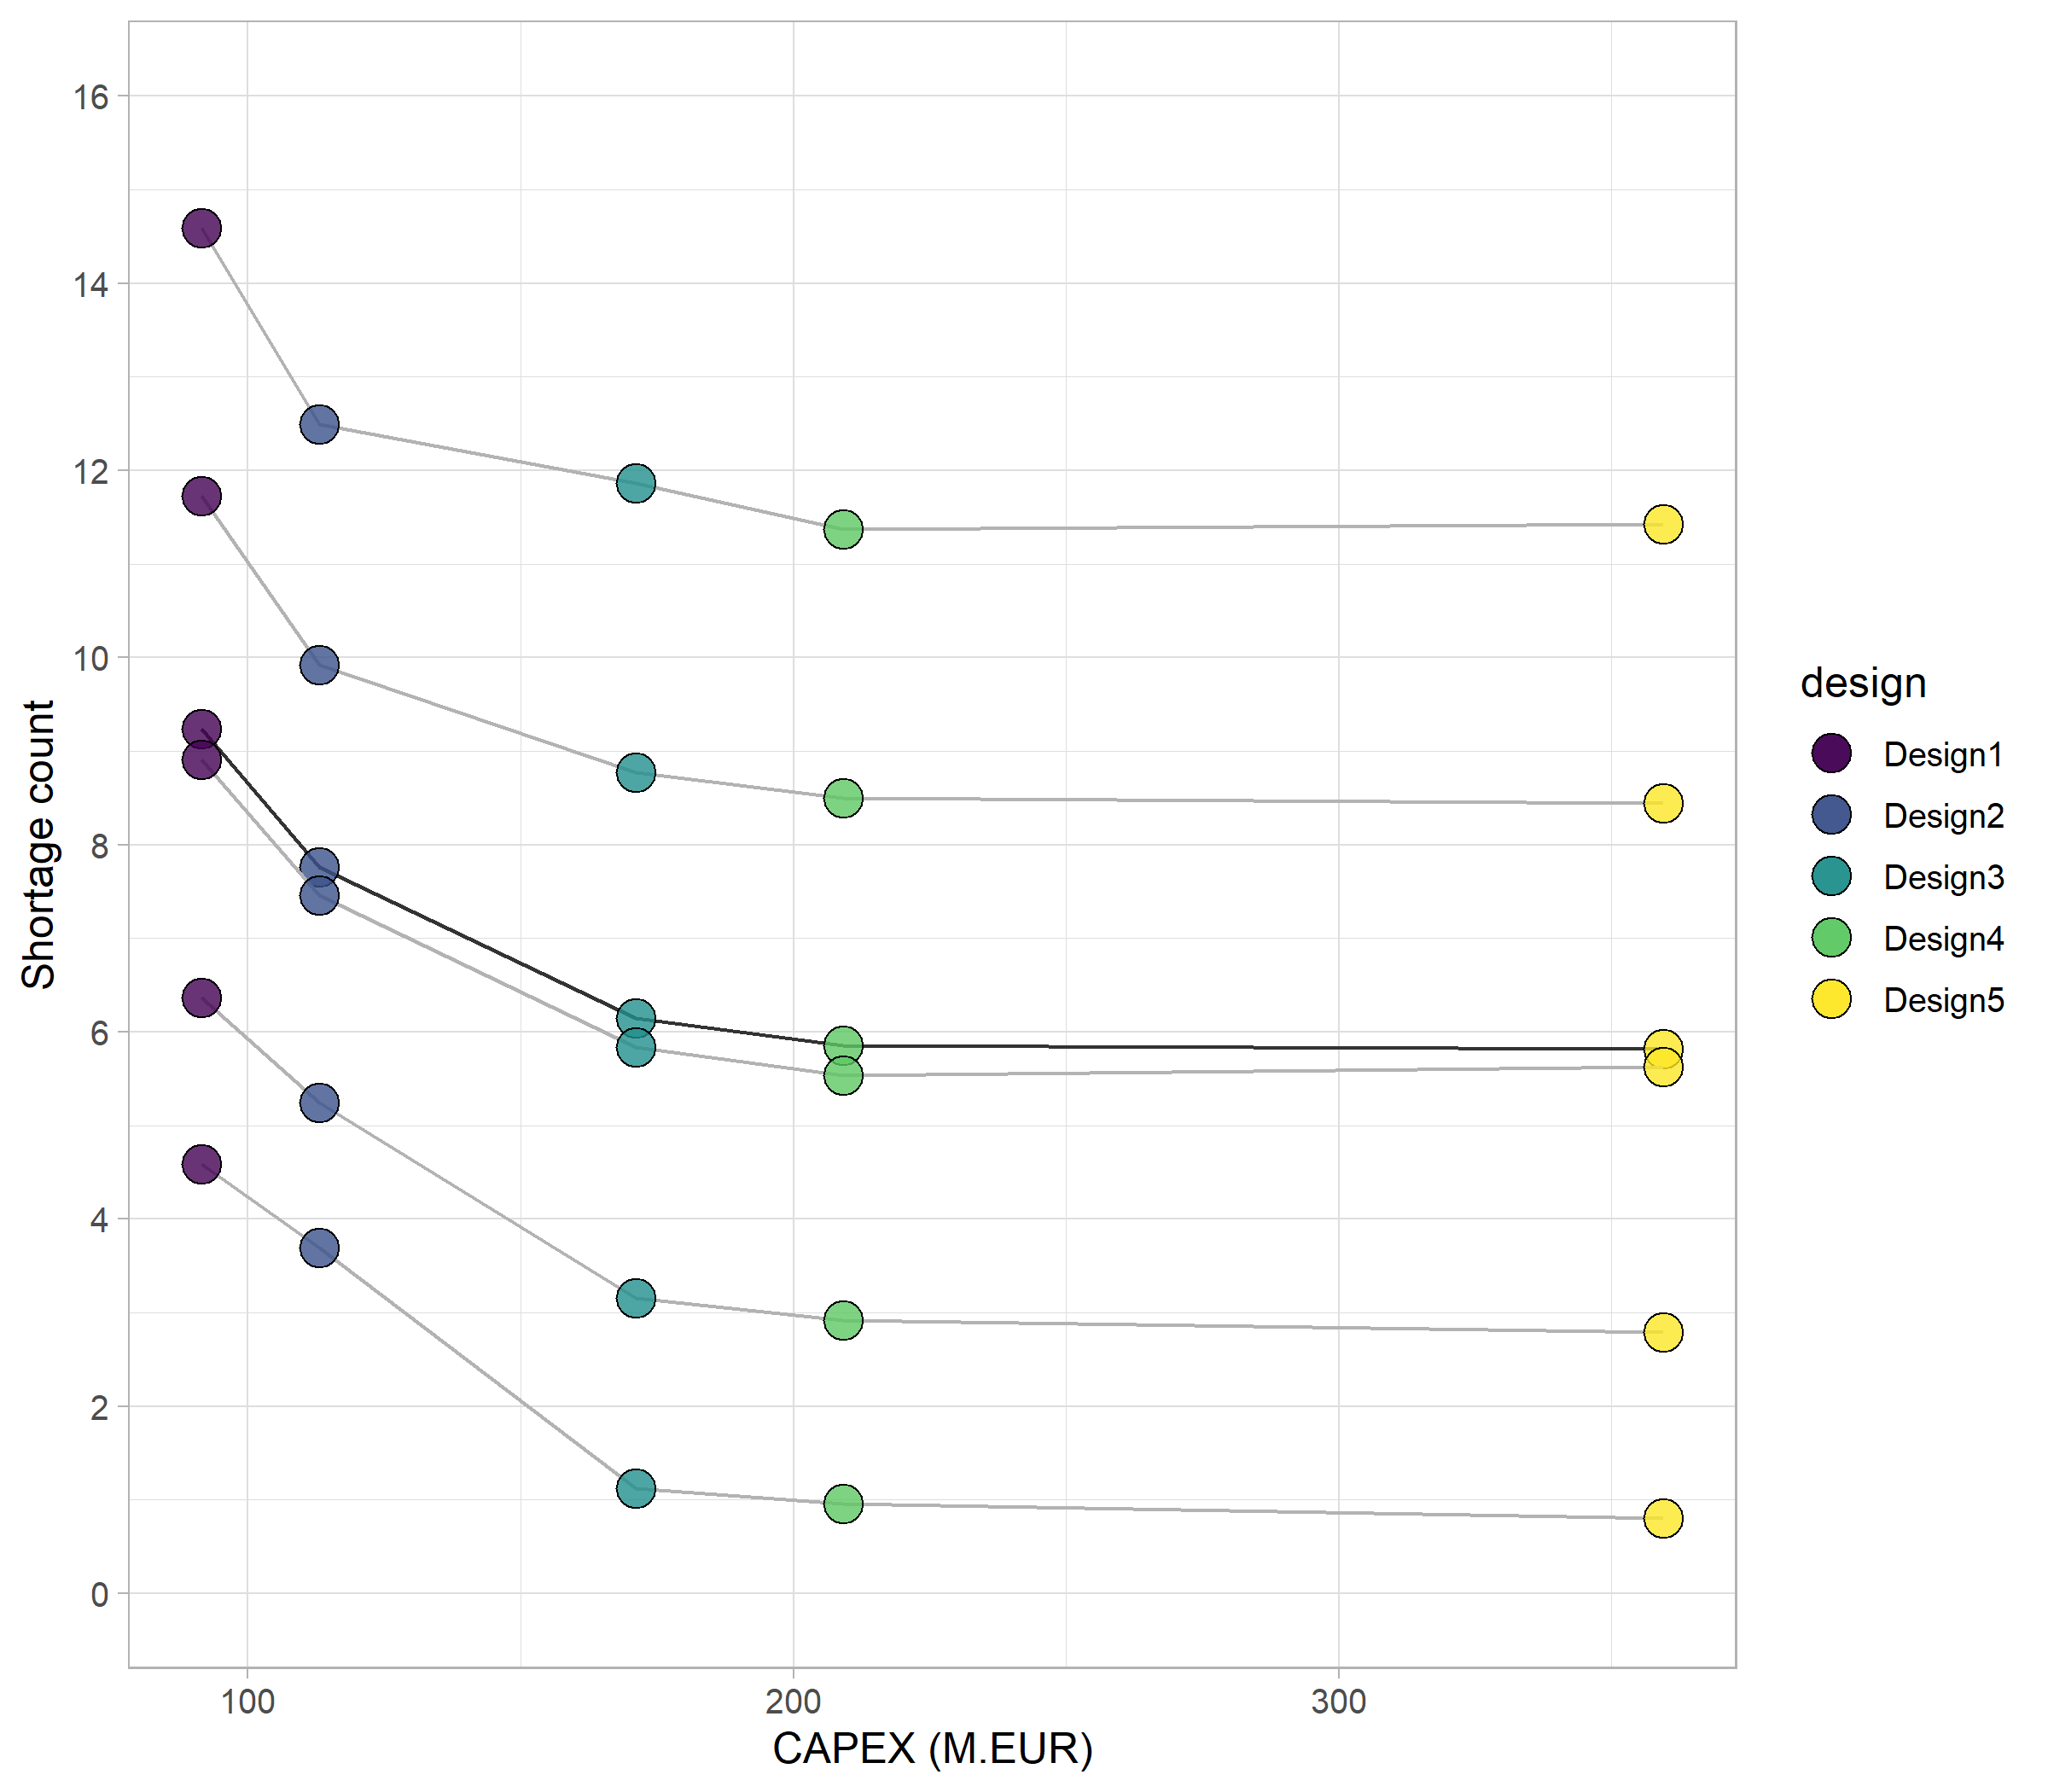 16
14
12
10
8
6
4
2
0
Shortage count
100 200 300
CAPEX (M.EUR)
design
Design1
Design2
Design3
Design4
Design5